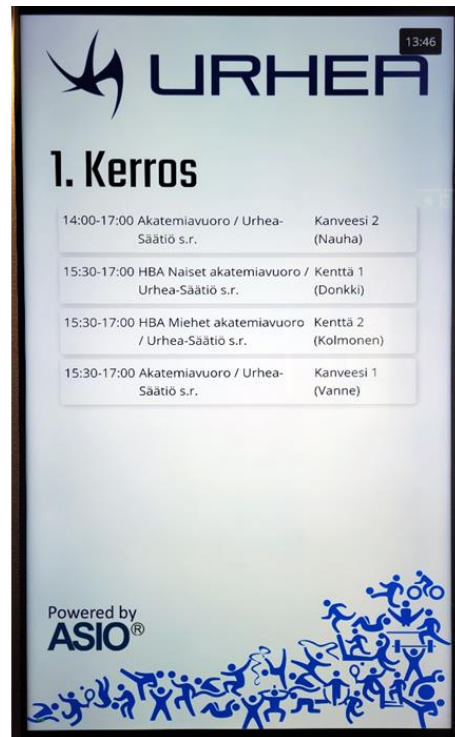 13:46
URHEA
1. Kerros
14:00-17:00 Akatemiavuoro / Urhea- Kanveesi 2
Säätiö s.r. (Nauha)
15:30-17:00 HBA Naiset akatemiavuoro / Kenttä 1
Urhea-Säätiö s.r. (Donkki)
15:30-17:00 HBA Miehet akatemiavuoro Kenttä 2
/ Urhea-Säätiö s.r. (Kolmonen)
15:30-17:00 Akatemiavuoro / Urhea- Kanveesi 1
Säätiö s.r. (Vanne)
Powered by
ASIO®